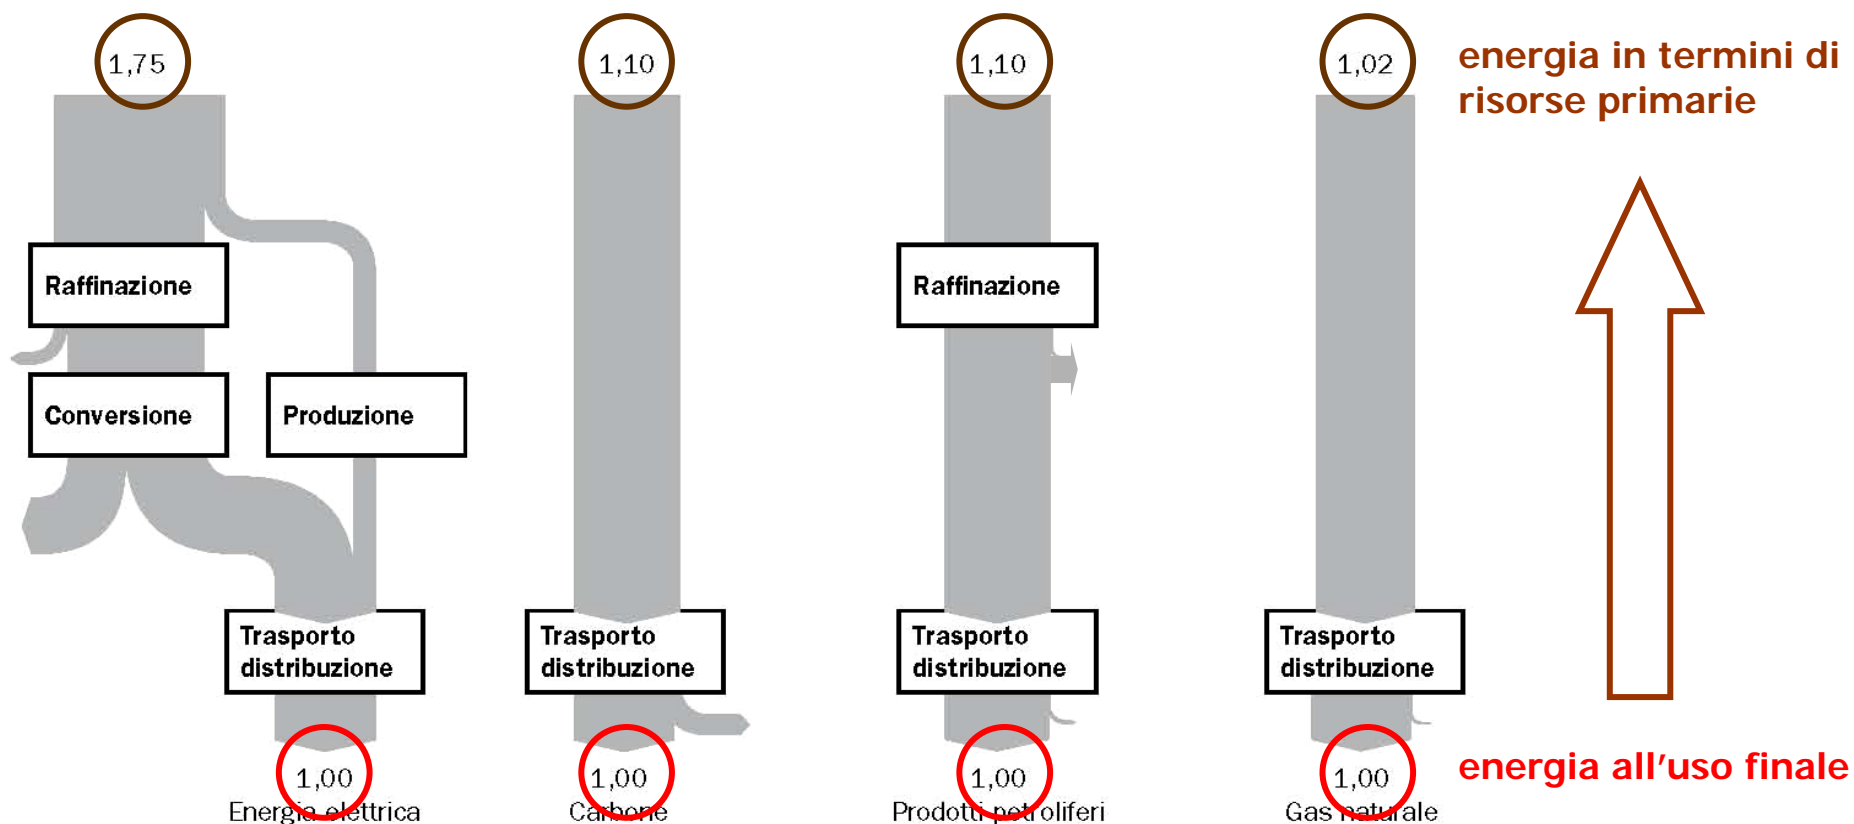 1,75
1,10
1,10
1,02
energia in termini di
risorse primarie
Raffinazione
Raffinazione
Conversione
Produzione
Trasporto
distribuzione
Trasporto
distribuzione
Trasporto
distribuzione
Trasporto
distribuzione
1,00
1,00
1,00
1,00
energia all'uso finale
Energia elettrica
Carbone
Prodotti petroliferi
Gas naturale